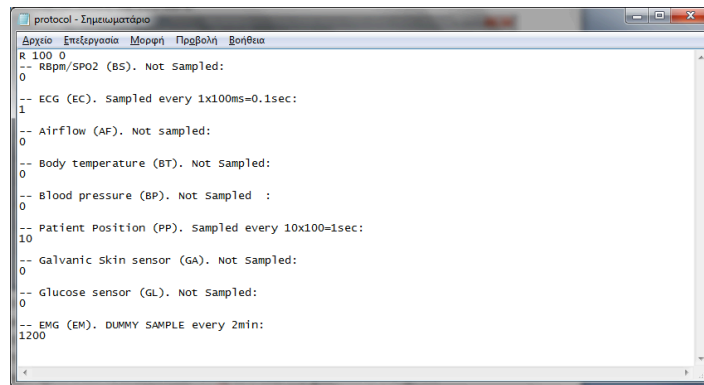 protocol - Σημειωματάριο
Αρχείο Επεξεργασία Μορφή Προβολή Βοήθεια
R 100 0
-- RBpm/SPO2 (BS). Not Sampled:
0
-- ECG (EC). Sampled every 1x100ms=0.1sec:
1
-- Airflow (AF). Not sampled:
0
-- Body temperature (BT). Not Sampled:
0
-- Blood pressure (BP). Not Sampled  :
0
-- Patient Position (PP). Sampled every 10x100=1sec:
10
-- Galvanic Skin sensor (GA). Not Sampled:
0
-- Glucose sensor (GL). Not Sampled:
0
-- EMG (EM). DUMMY SAMPLE every 2min:
1200